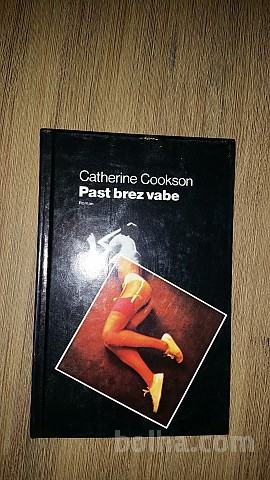 Catherine Cookson
Past brez vabe
Roman
bolha.com